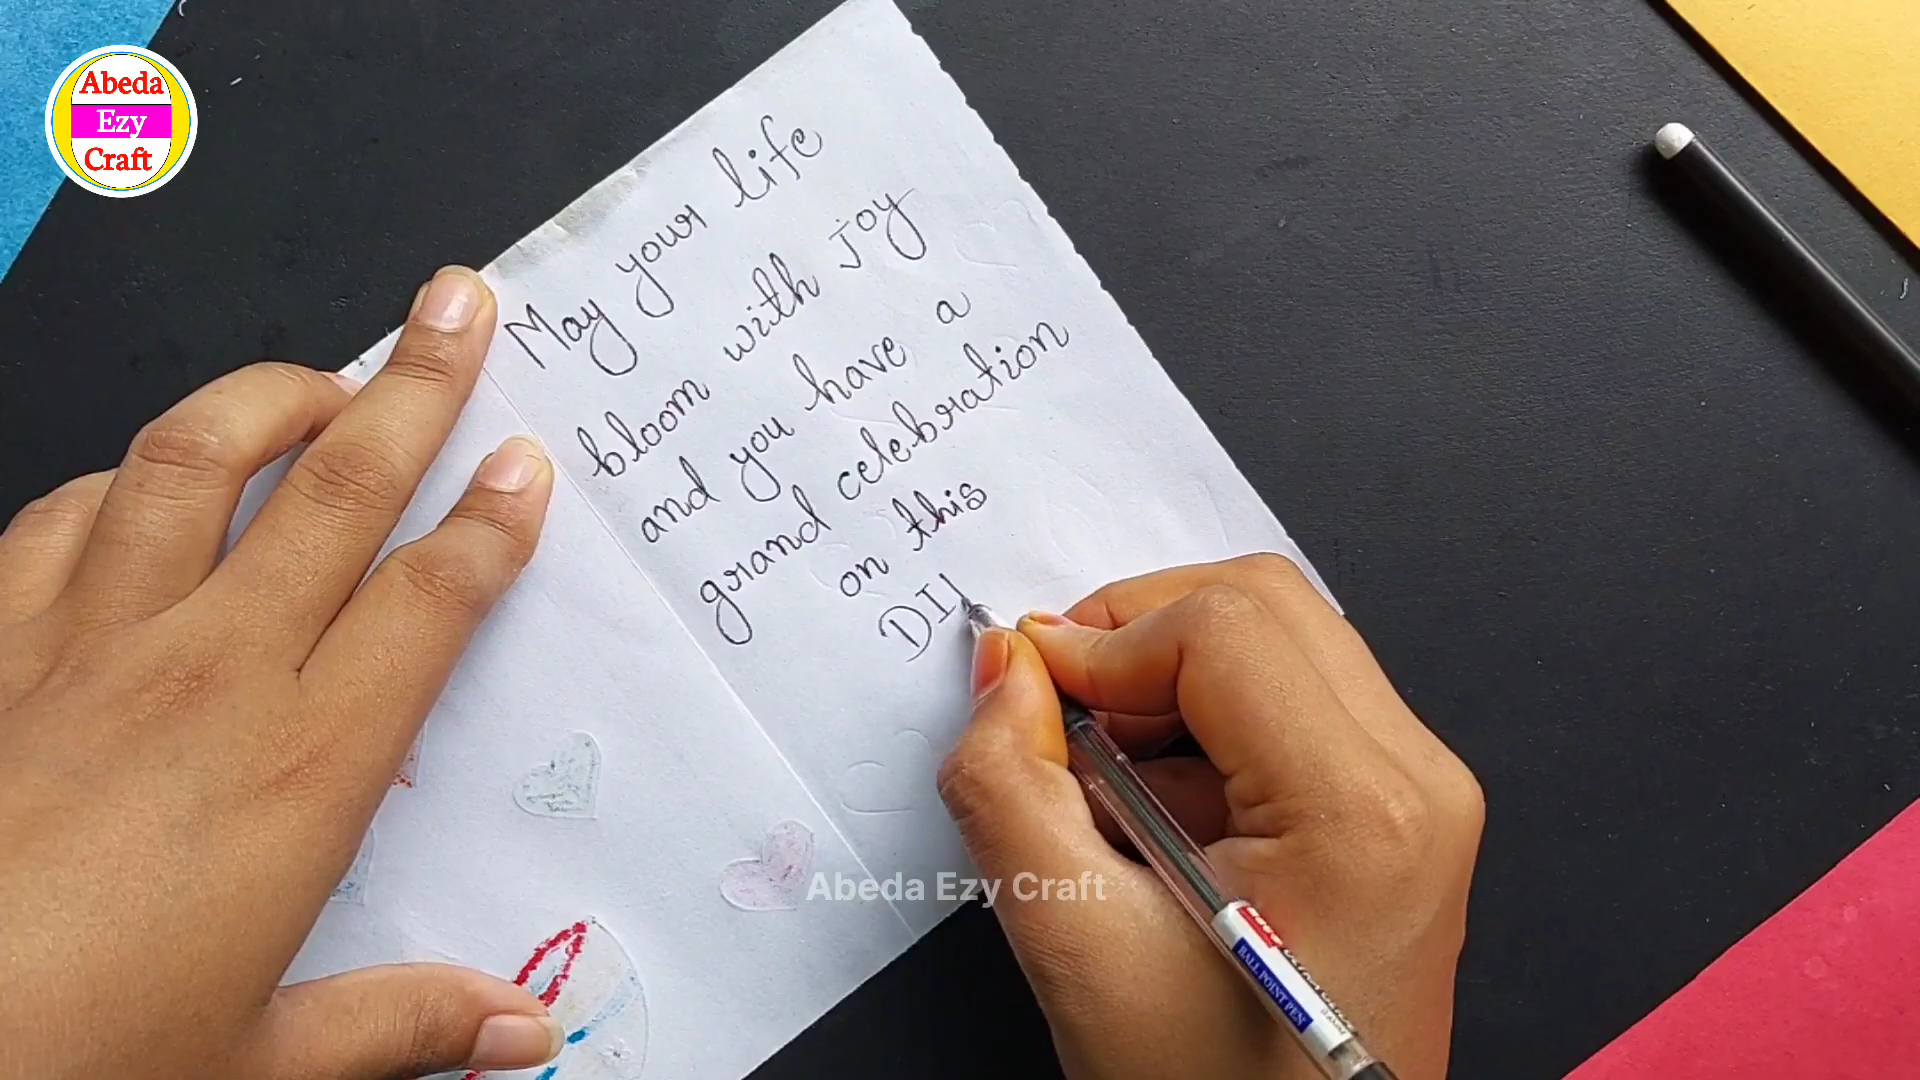 Abeda
Ezy
Craft
May your life
bloom with joy
and you have a
grand celebration
on this
Abeda Ezy Craft
BALL POINT PEN